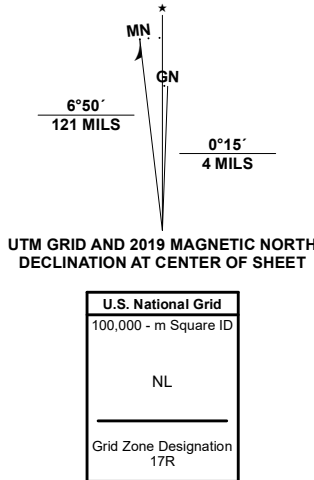 ★
MN
GN
6°50´
121 MILS
0°15´
4 MILS
UTM GRID AND 2019 MAGNETIC NORTH
DECLINATION AT CENTER OF SHEET
U.S. National Grid
100,000 - m Square ID
NL
Grid Zone Designation
17R